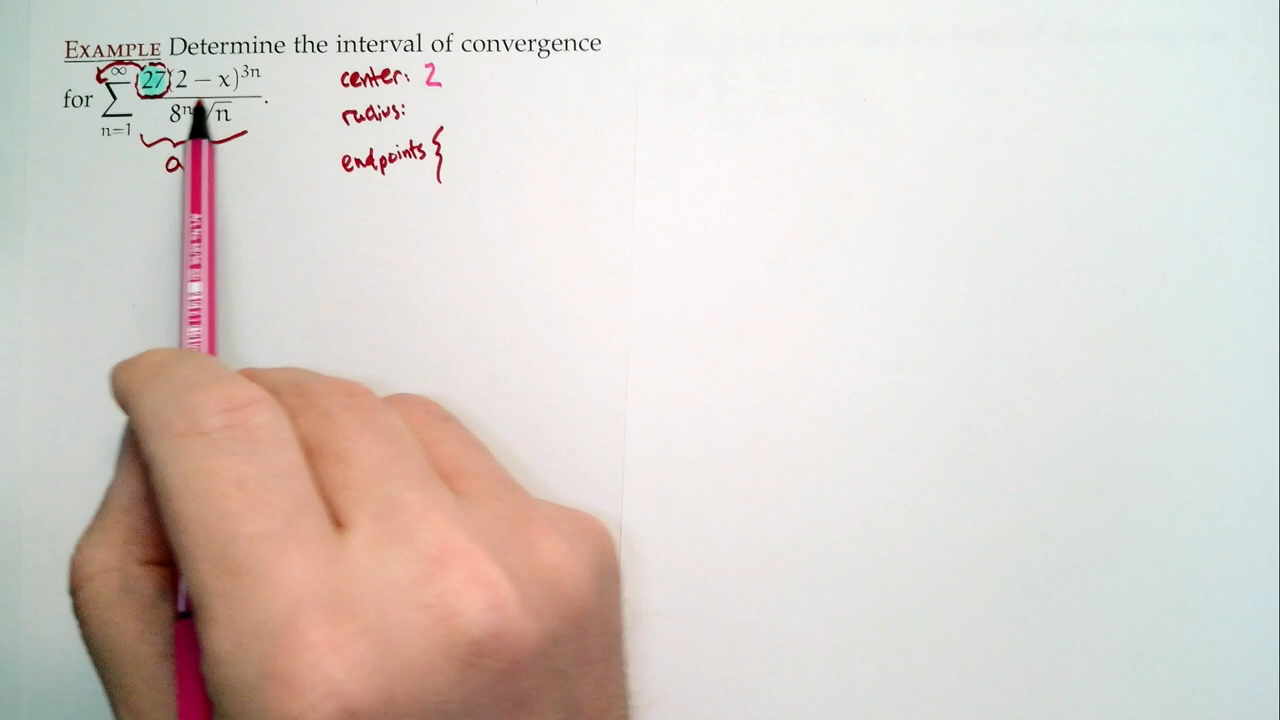 EXAMPLE Determine the interval of convergence
for ∞∑n=1 27(2 − x)^{3n} / 8^n √n .
center: 2
radius:
endpoints {
a